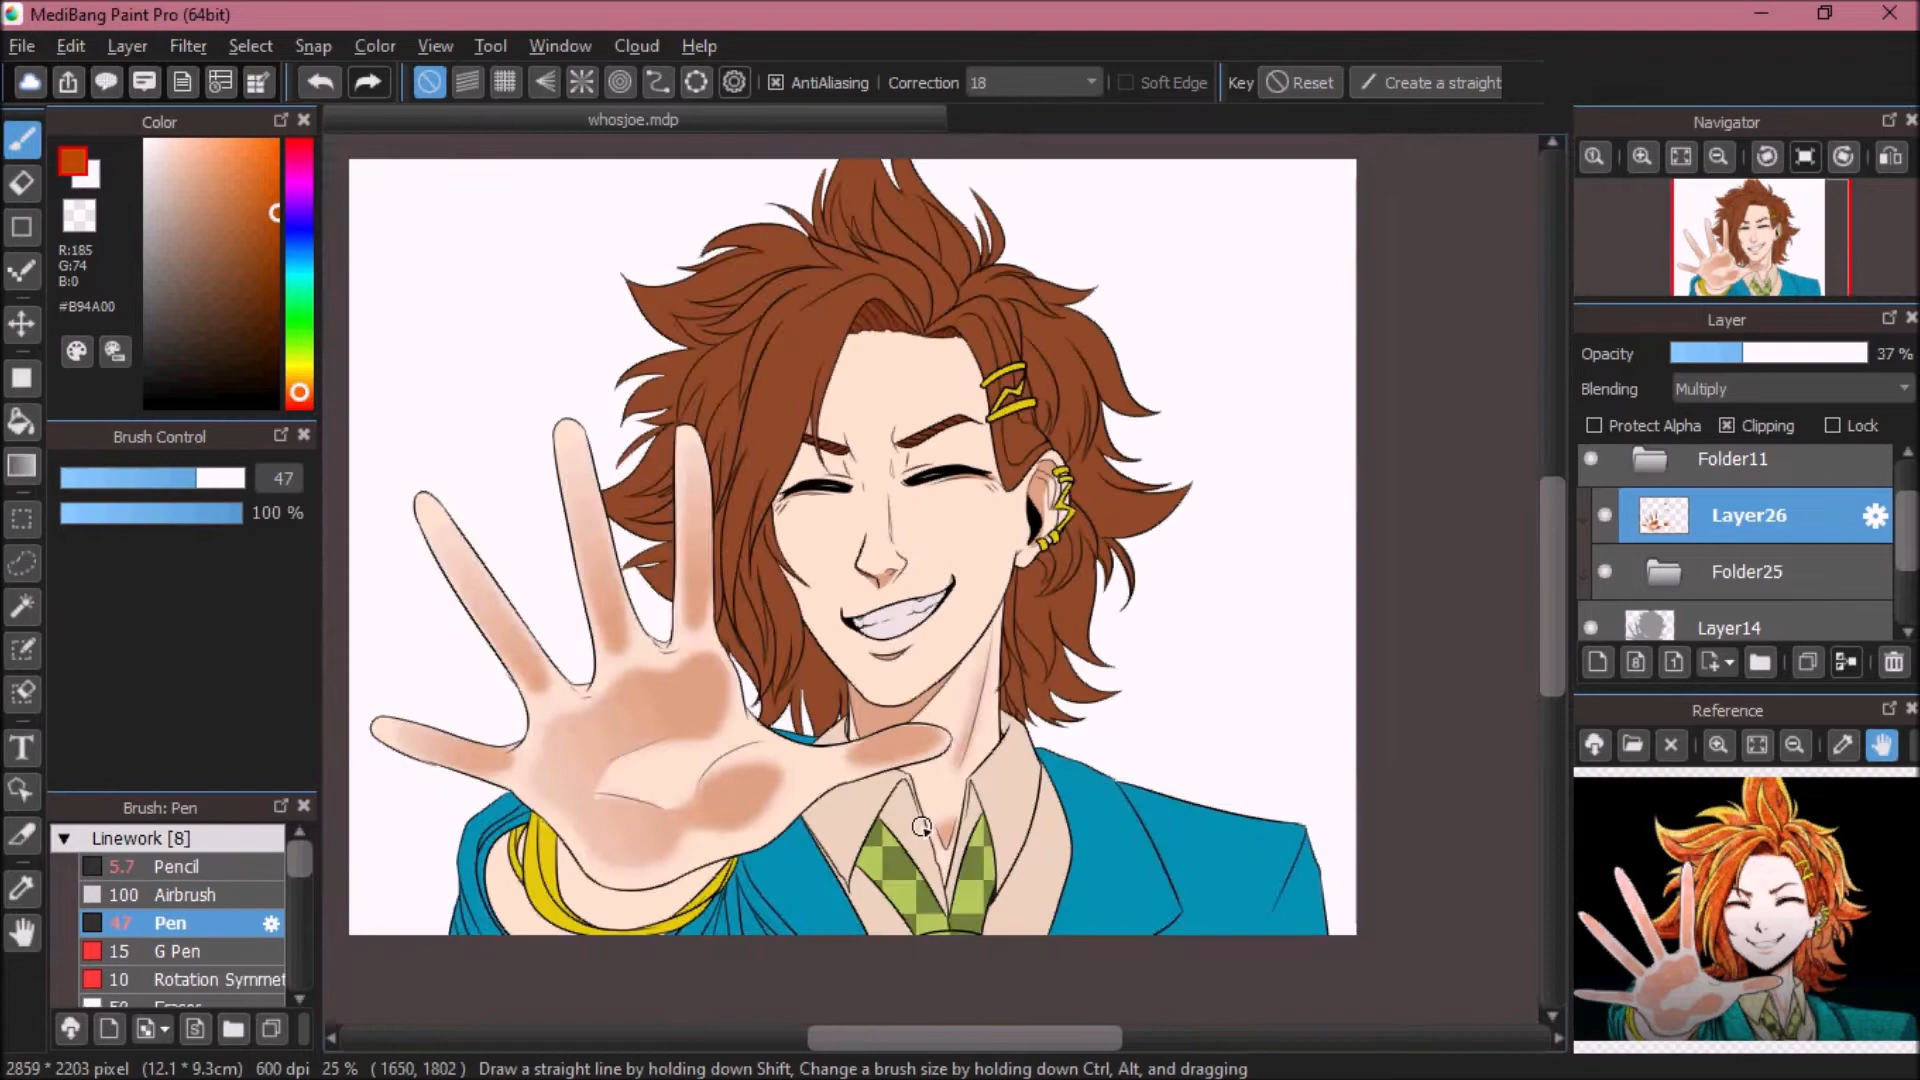 MediBang Paint Pro (64bit)
File Edit Layer Filter Select Snap Color View Tool Window Cloud Help
AntiAliasing Correction 18 Soft Edge Key Reset Create a straight
whosjoe.mdp
Color
R:185
G:74
B:0
#B94A00
Brush Control
47
100 %
Brush: Pen
Linework [8]
5.7 Pencil
100 Airbrush
47 Pen
15 G Pen
10 Rotation Symmet
Navigator
Layer
Opacity 37 %
Blending Multiply
Protect Alpha Clipping Lock
Folder11
Layer26
Folder25
Layer14
Reference
2859 * 2203 pixel (12.1 * 9.3cm) 600 dpi 25 % ( 1650, 1802 ) Draw a straight line by holding down Shift, Change a brush size by holding down Ctrl, Alt, and dragging